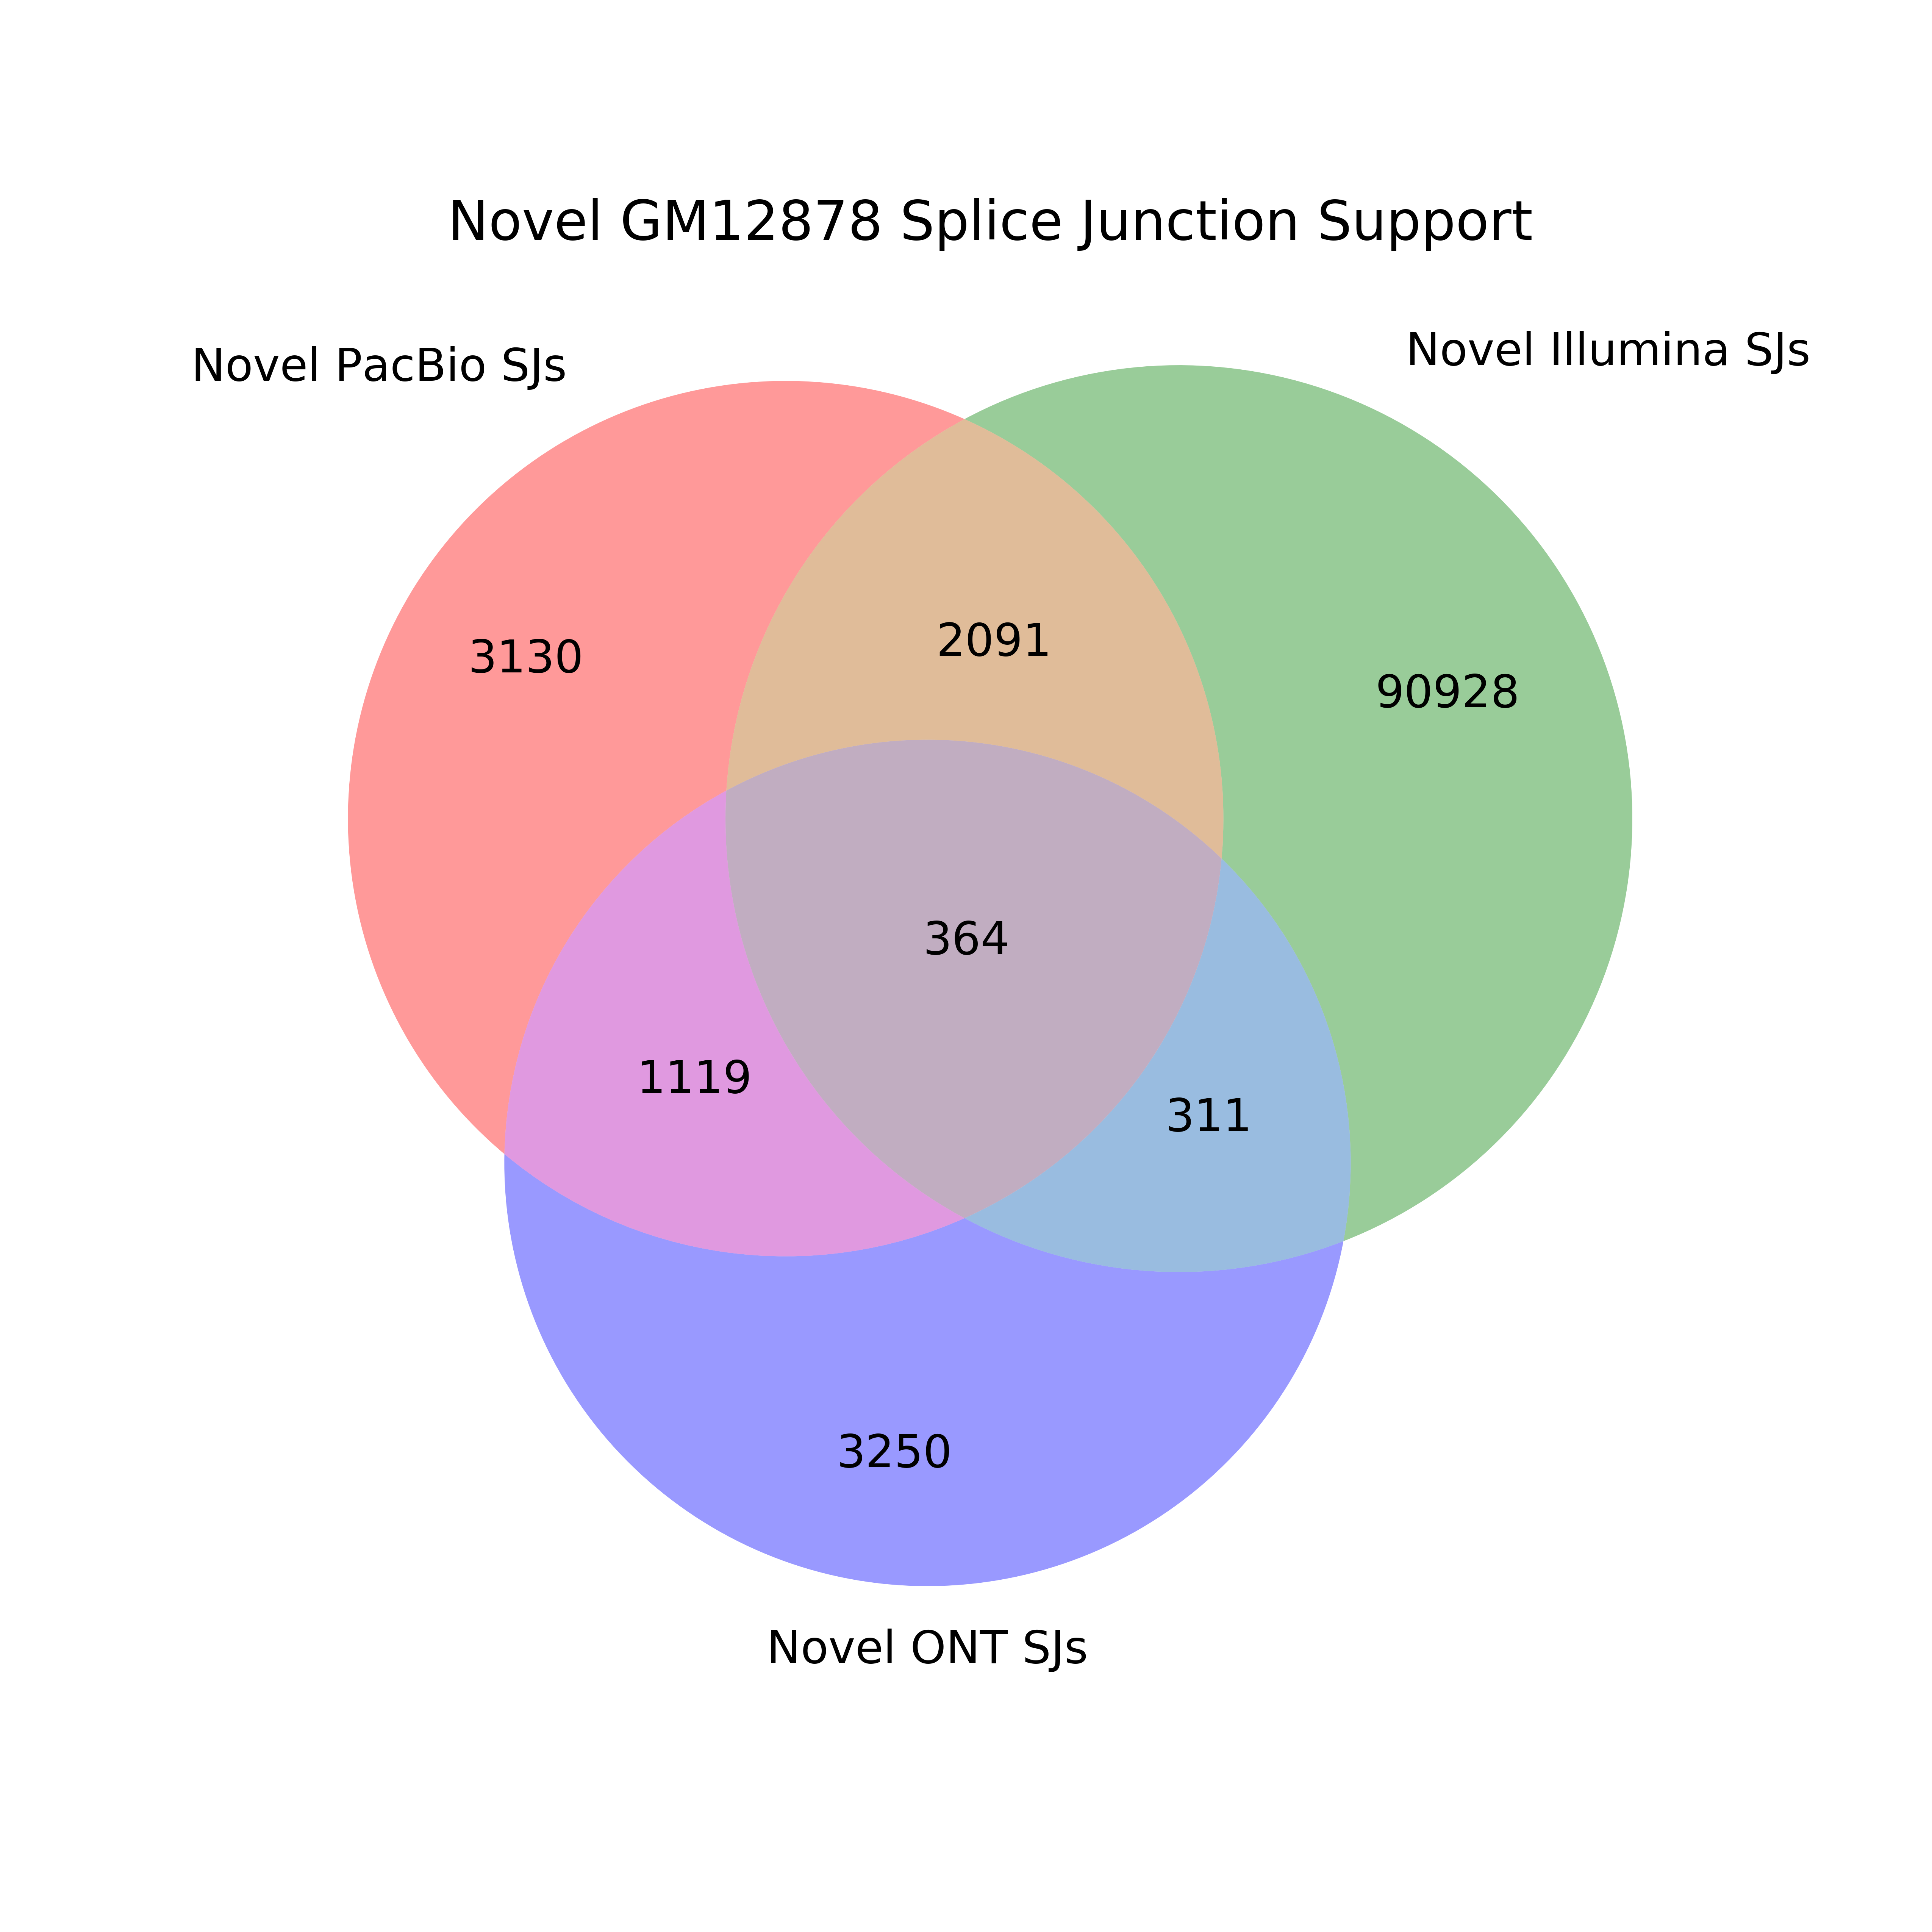 Novel GM12878 Splice Junction Support
Novel PacBio SJs
Novel Illumina SJs
3130
2091
90928
364
1119
311
3250
Novel ONT SJs